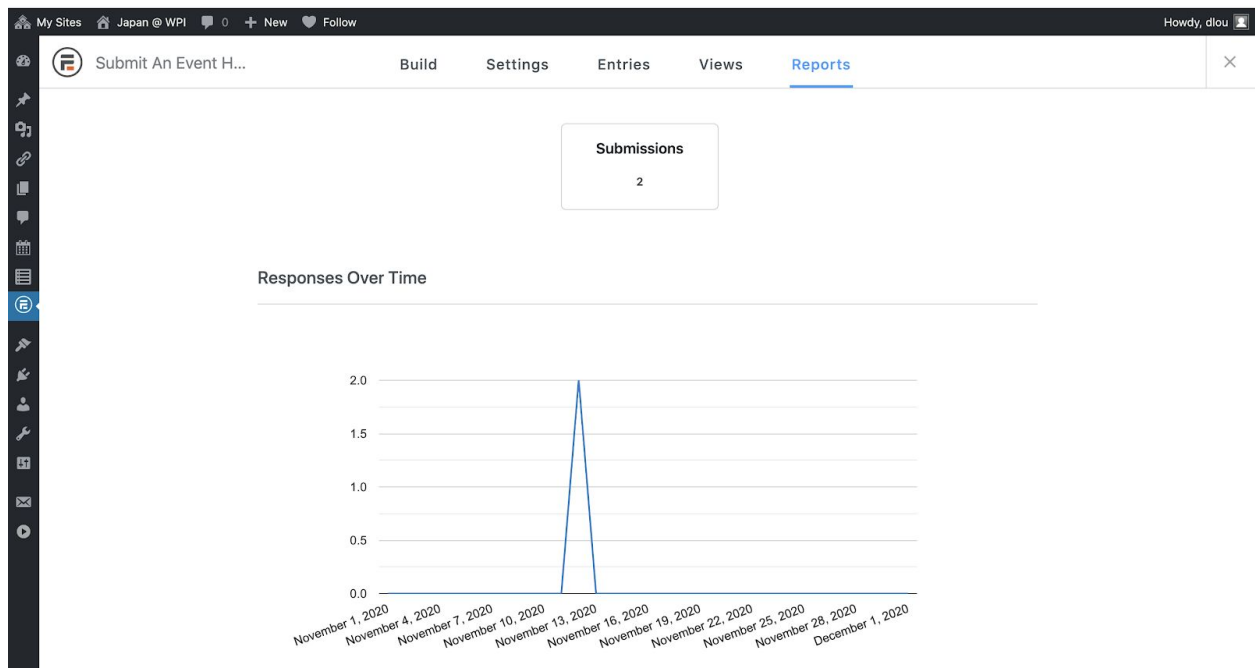 My Sites Japan @ WPI 0 New Follow Howdy, dlou
Submit An Event H... Build Settings Entries Views Reports
Submissions
2
Responses Over Time
2.0
1.5
1.0
0.5
0.0
November 1, 2020
November 4, 2020
November 7, 2020
November 10, 2020
November 13, 2020
November 16, 2020
November 19, 2020
November 22, 2020
November 25, 2020
November 28, 2020
December 1, 2020